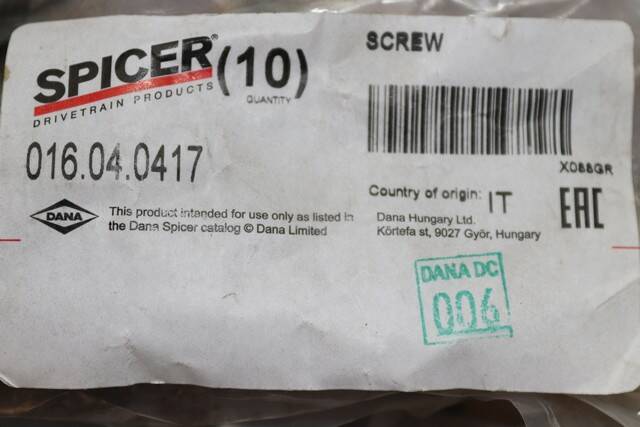 SPICER®
DRIVETRAIN PRODUCTS
(10)
QUANTITY
SCREW
016.04.0417
X088GR
DANA
This product intended for use only as listed in
the Dana Spicer catalog © Dana Limited
Country of origin: IT
Dana Hungary Ltd.
Körtefa st, 9027 Győr, Hungary
EAC
DANA DC
006